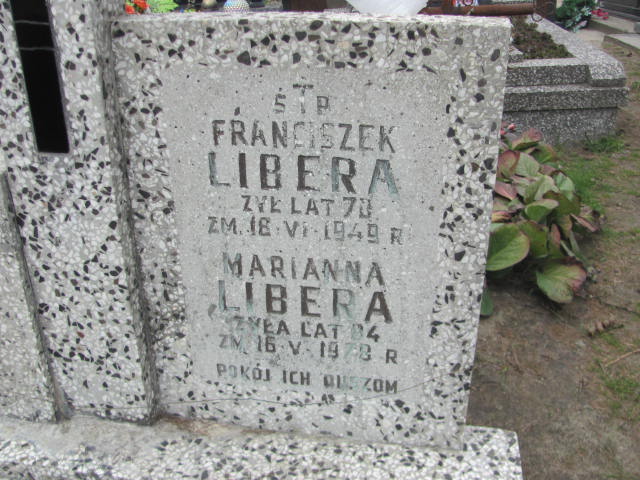 Ś†P
FRANCISZEK
LIBERA
ŻYŁ LAT 78
ZM. 18 VI 1949 R
MARIANNA
LIBERA
ŻYŁA LAT 84
ZM. 16 V 1978 R
POKÓJ ICH DUSZOM